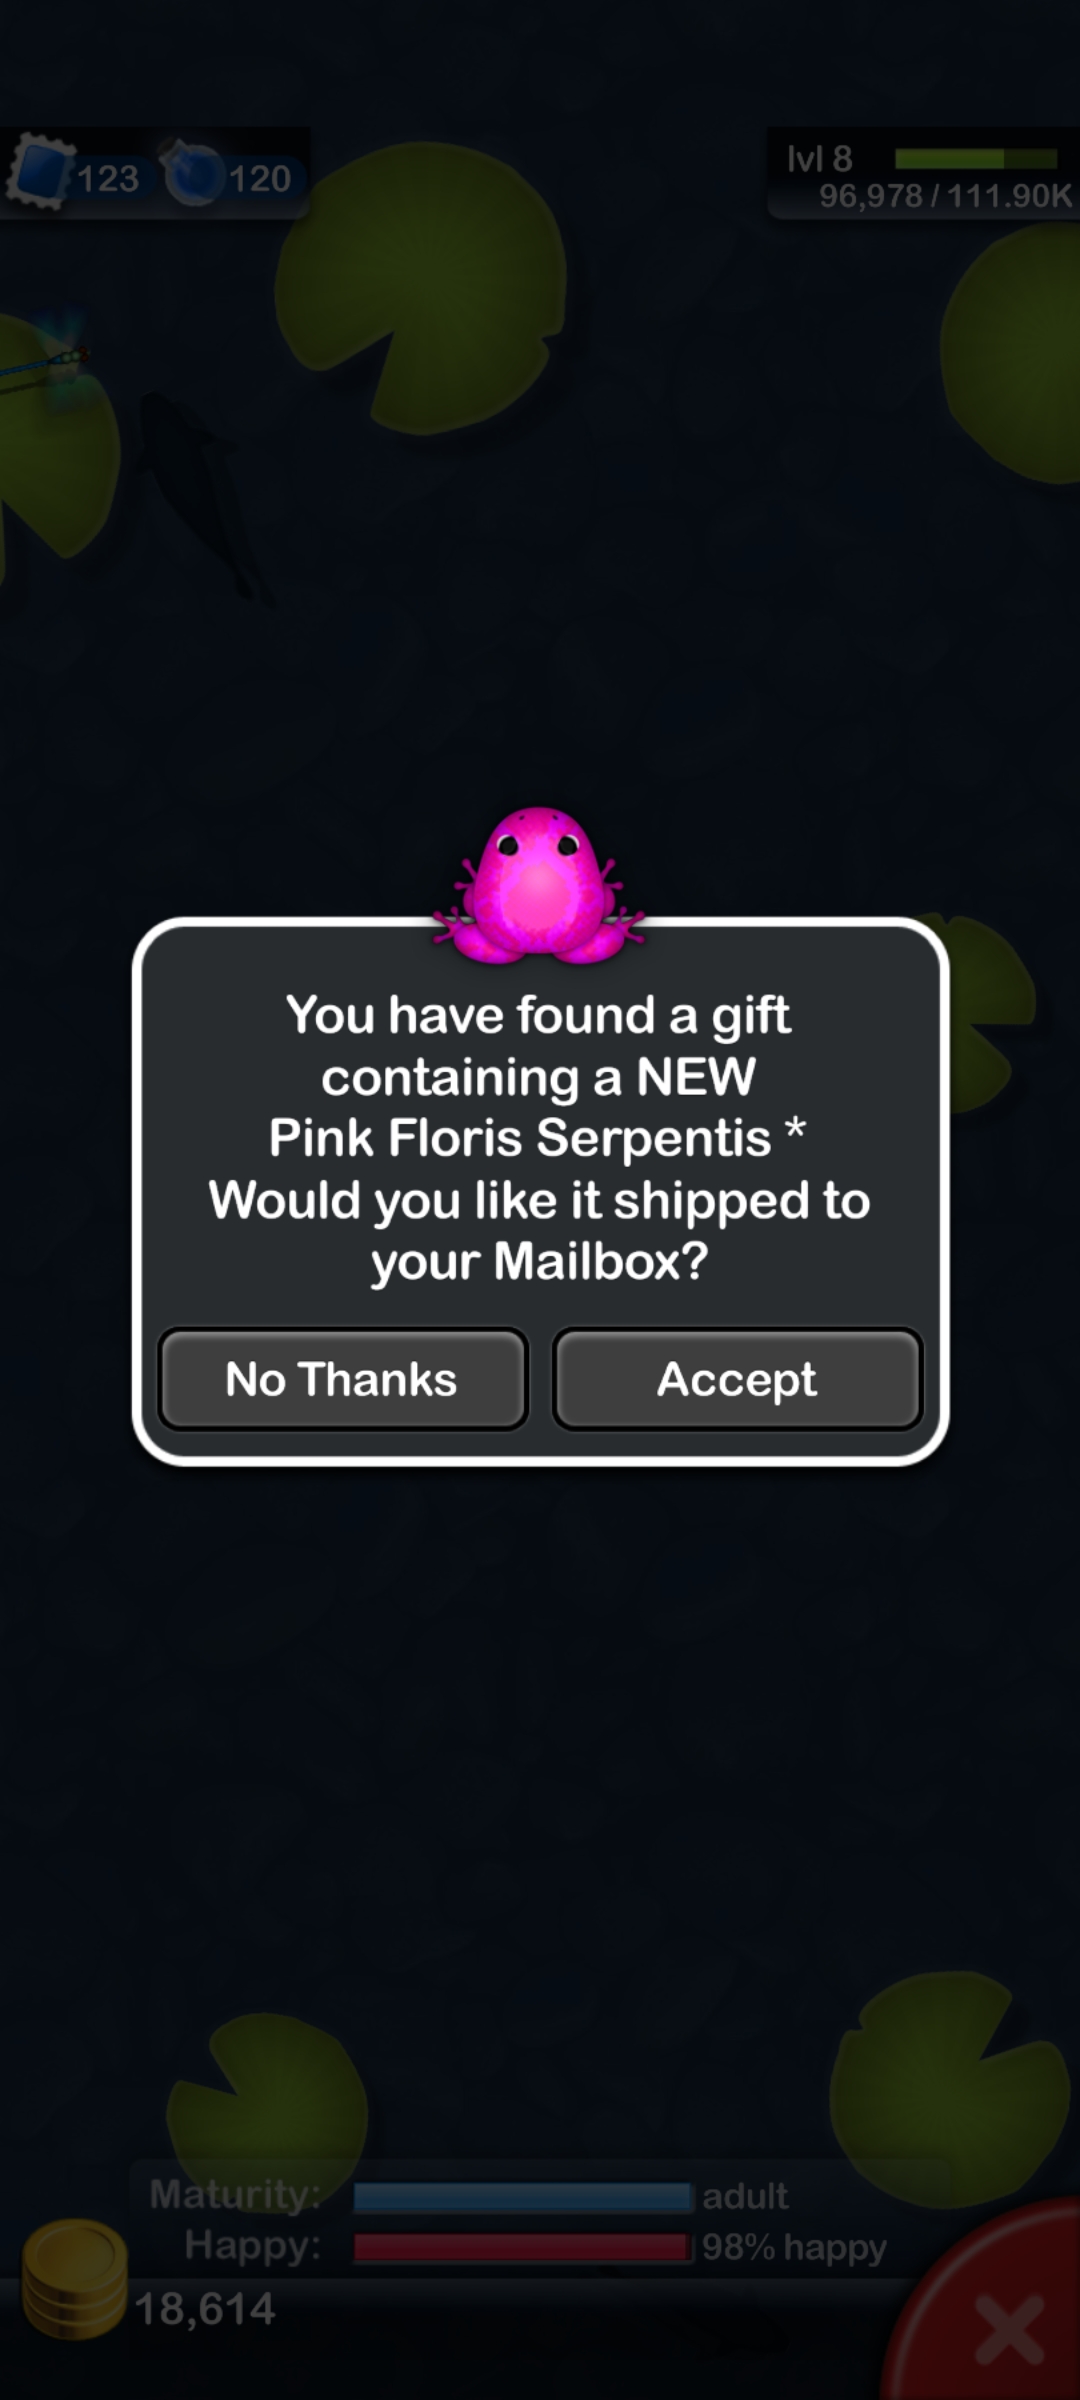 123 120
lvl 8
96,978 / 111.90K
You have found a gift
containing a NEW
Pink Floris Serpentis *
Would you like it shipped to
your Mailbox?
No Thanks
Accept
Maturity: adult
Happy: 98% happy
18,614